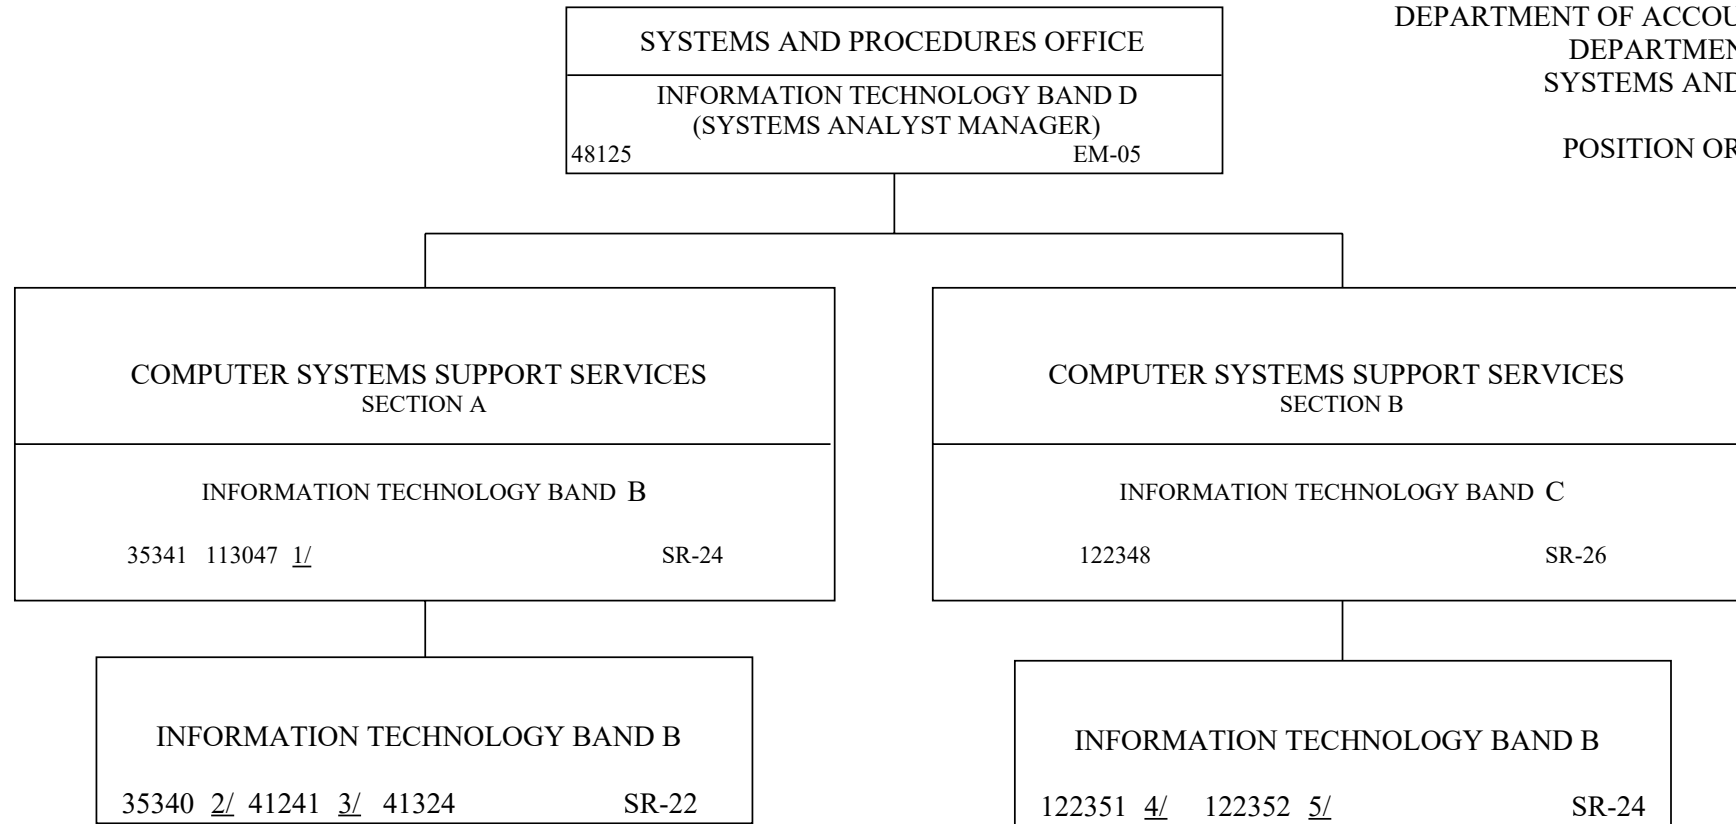 SYSTEMS AND PROCEDURES OFFICE
INFORMATION TECHNOLOGY BAND D
(SYSTEMS ANALYST MANAGER)
48125 EM-05
DEPARTMENT OF ACCOU
DEPARTMEN
SYSTEMS AND
POSITION OR
COMPUTER SYSTEMS SUPPORT SERVICES
SECTION A
INFORMATION TECHNOLOGY BAND B
35341 113047 1/ SR-24
COMPUTER SYSTEMS SUPPORT SERVICES
SECTION B
INFORMATION TECHNOLOGY BAND C
122348 SR-26
INFORMATION TECHNOLOGY BAND B
35340 2/ 41241 3/ 41324 SR-22
INFORMATION TECHNOLOGY BAND B
122351 4/ 122352 5/ SR-24